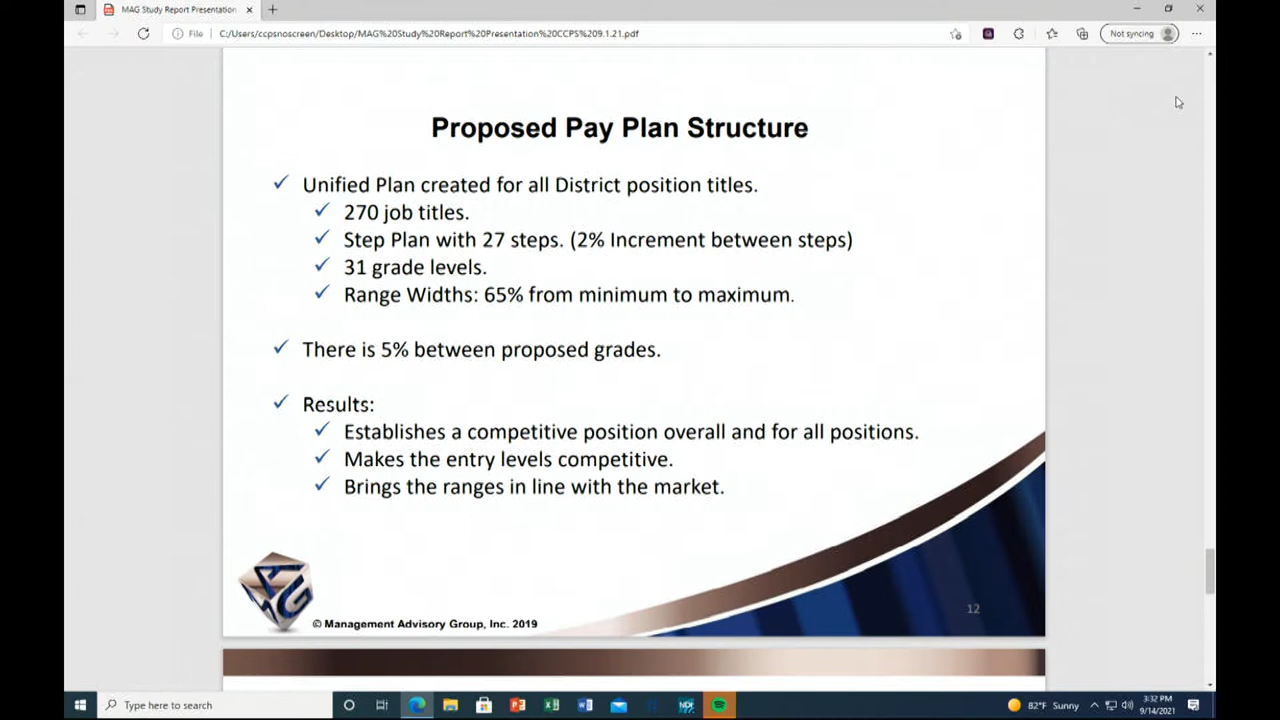 MAG Study Report Presentation
File
C:/Users/ccpsnoscreen/Desktop/MAG%20Study%20Report%20Presentation%20CCPS%209.1.21.pdf
Not syncing
Proposed Pay Plan Structure
Unified Plan created for all District position titles.
270 job titles.
Step Plan with 27 steps. (2% Increment between steps)
31 grade levels.
Range Widths: 65% from minimum to maximum.
There is 5% between proposed grades.
Results:
Establishes a competitive position overall and for all positions.
Makes the entry levels competitive.
Brings the ranges in line with the market.
MAG
© Management Advisory Group, Inc. 2019
12
Type here to search
82°F Sunny
3:32 PM
9/14/2021